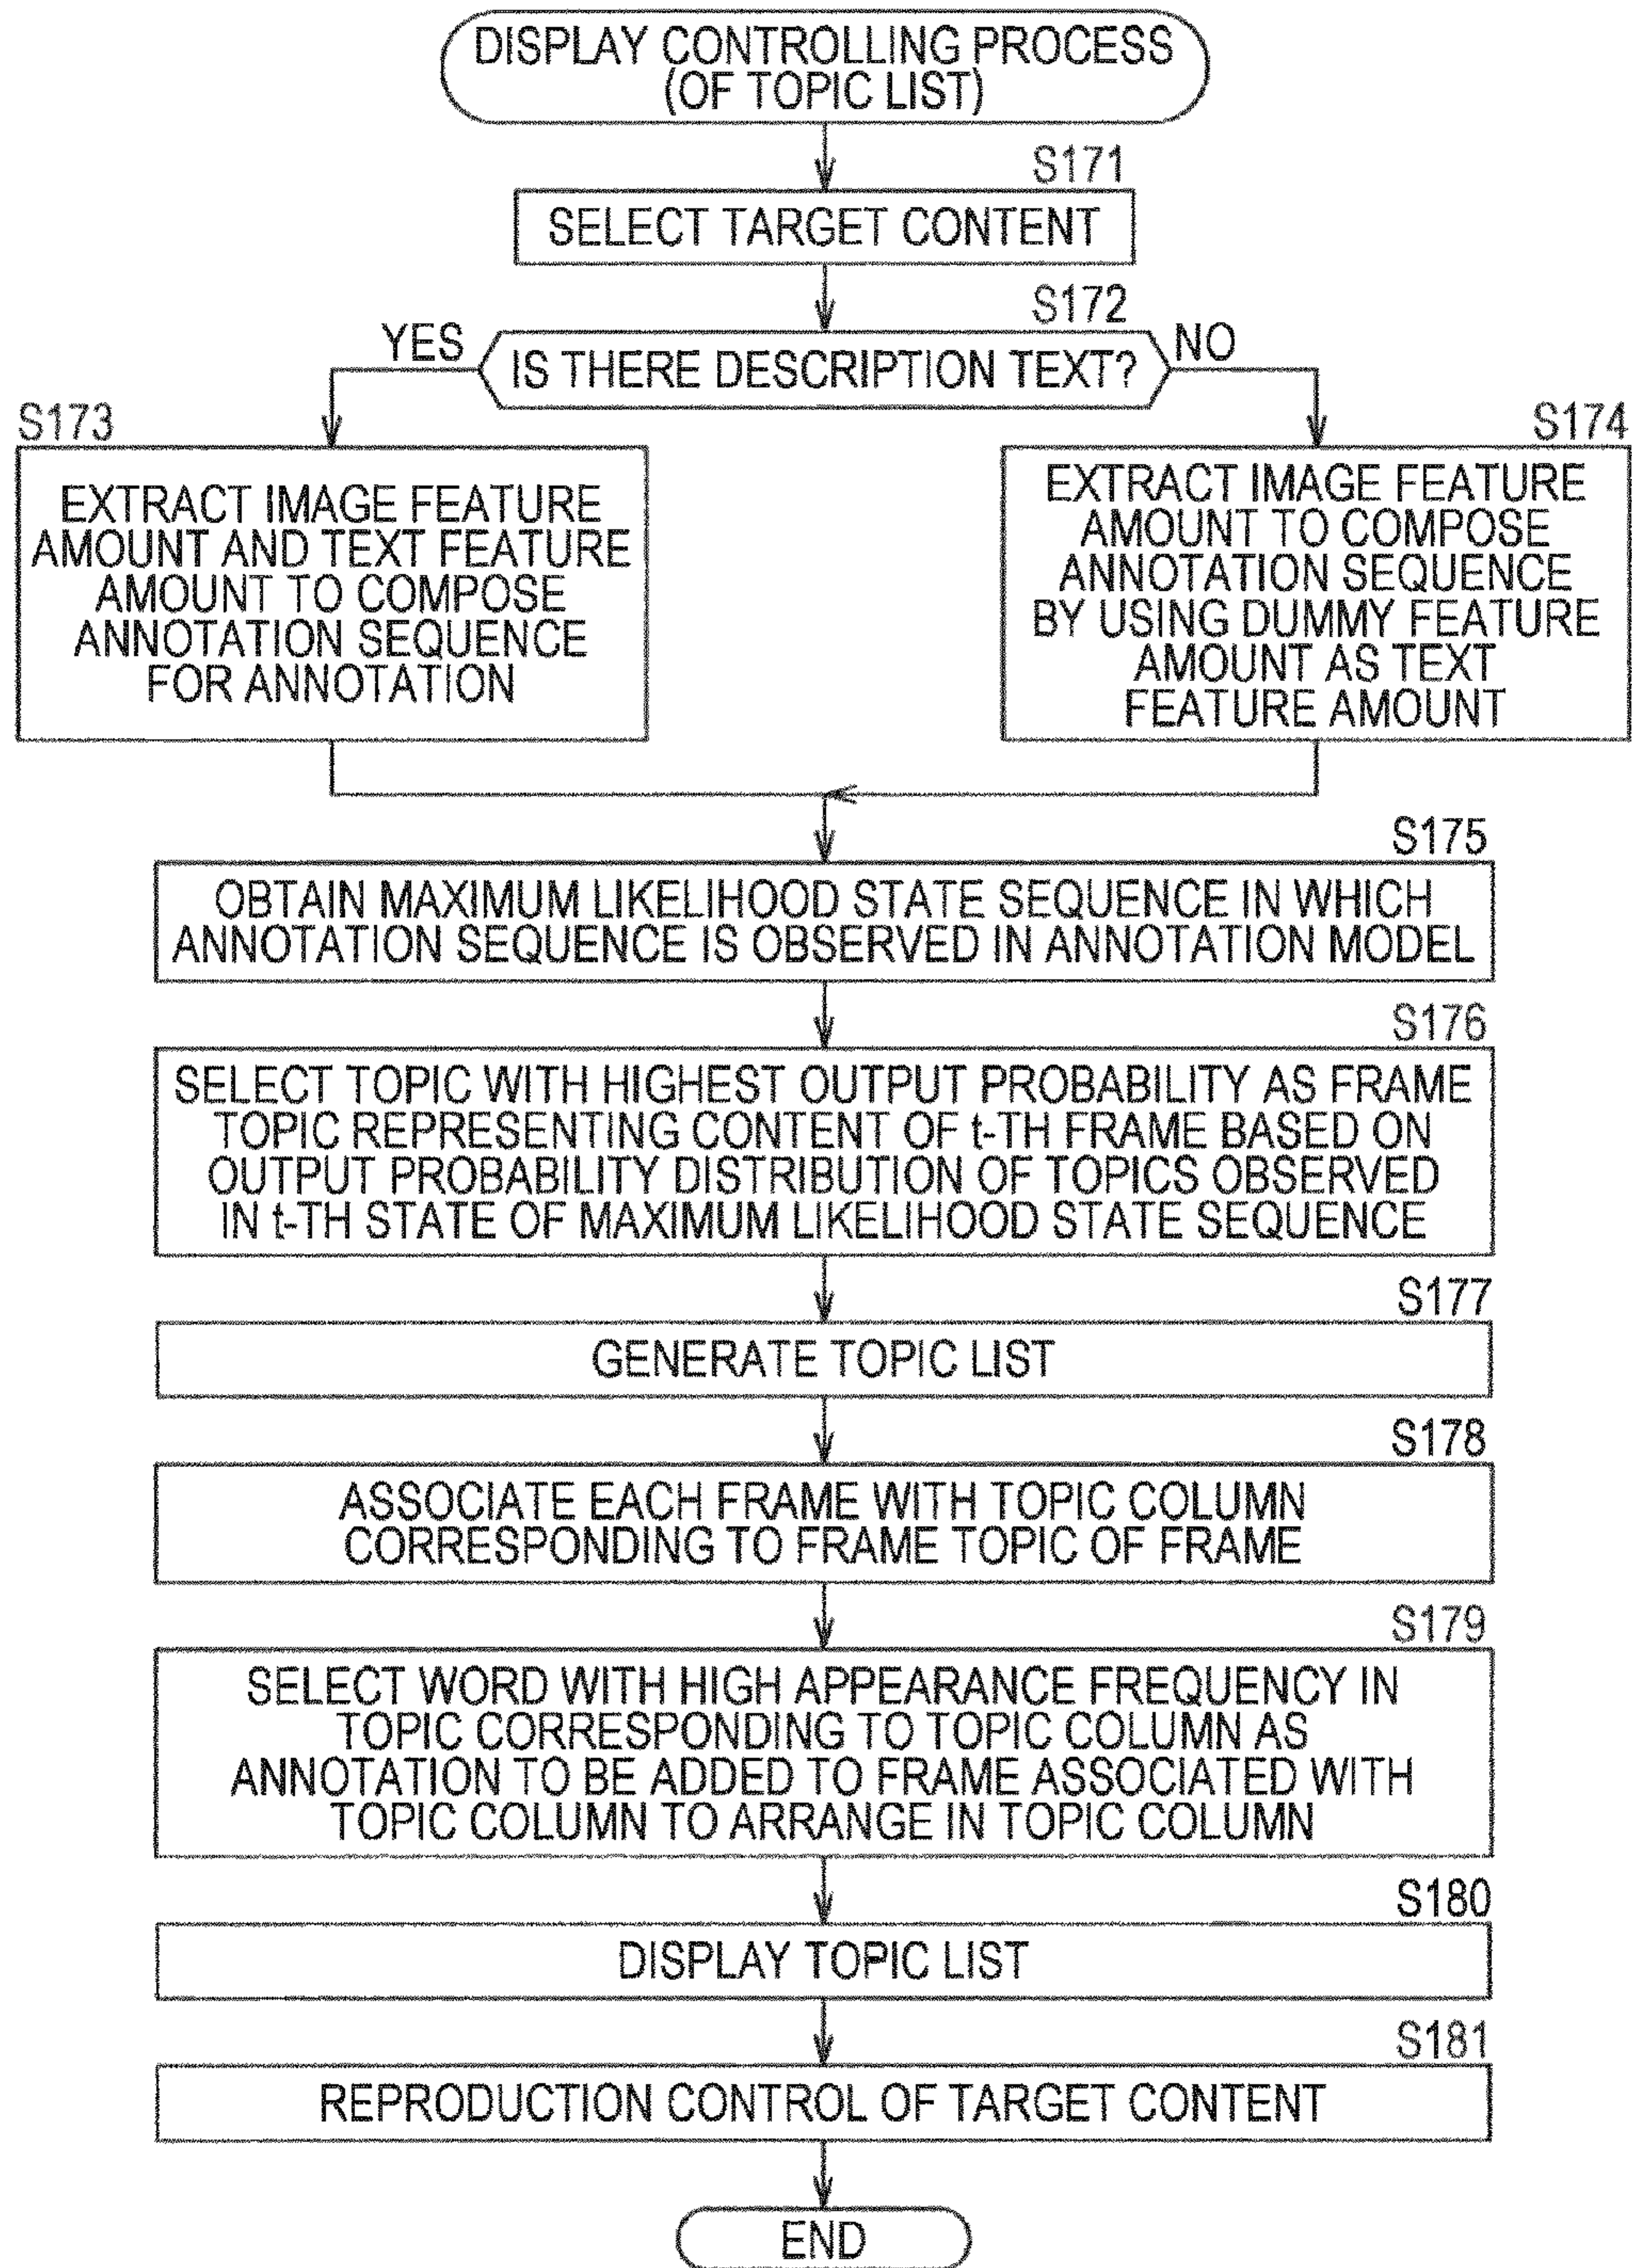 DISPLAY CONTROLLING PROCESS
(OF TOPIC LIST)
S171
SELECT TARGET CONTENT
S172
YES
IS THERE DESCRIPTION TEXT?
NO
S173
EXTRACT IMAGE FEATURE
AMOUNT AND TEXT FEATURE
AMOUNT TO COMPOSE
ANNOTATION SEQUENCE
FOR ANNOTATION
S174
EXTRACT IMAGE FEATURE
AMOUNT TO COMPOSE
ANNOTATION SEQUENCE
BY USING DUMMY FEATURE
AMOUNT AS TEXT
FEATURE AMOUNT
S175
OBTAIN MAXIMUM LIKELIHOOD STATE SEQUENCE IN WHICH
ANNOTATION SEQUENCE IS OBSERVED IN ANNOTATION MODEL
S176
SELECT TOPIC WITH HIGHEST OUTPUT PROBABILITY AS FRAME
TOPIC REPRESENTING CONTENT OF t-TH FRAME BASED ON
OUTPUT PROBABILITY DISTRIBUTION OF TOPICS OBSERVED
IN t-TH STATE OF MAXIMUM LIKELIHOOD STATE SEQUENCE
S177
GENERATE TOPIC LIST
S178
ASSOCIATE EACH FRAME WITH TOPIC COLUMN
CORRESPONDING TO FRAME TOPIC OF FRAME
S179
SELECT WORD WITH HIGH APPEARANCE FREQUENCY IN
TOPIC CORRESPONDING TO TOPIC COLUMN AS
ANNOTATION TO BE ADDED TO FRAME ASSOCIATED WITH
TOPIC COLUMN TO ARRANGE IN TOPIC COLUMN
S180
DISPLAY TOPIC LIST
S181
REPRODUCTION CONTROL OF TARGET CONTENT
END